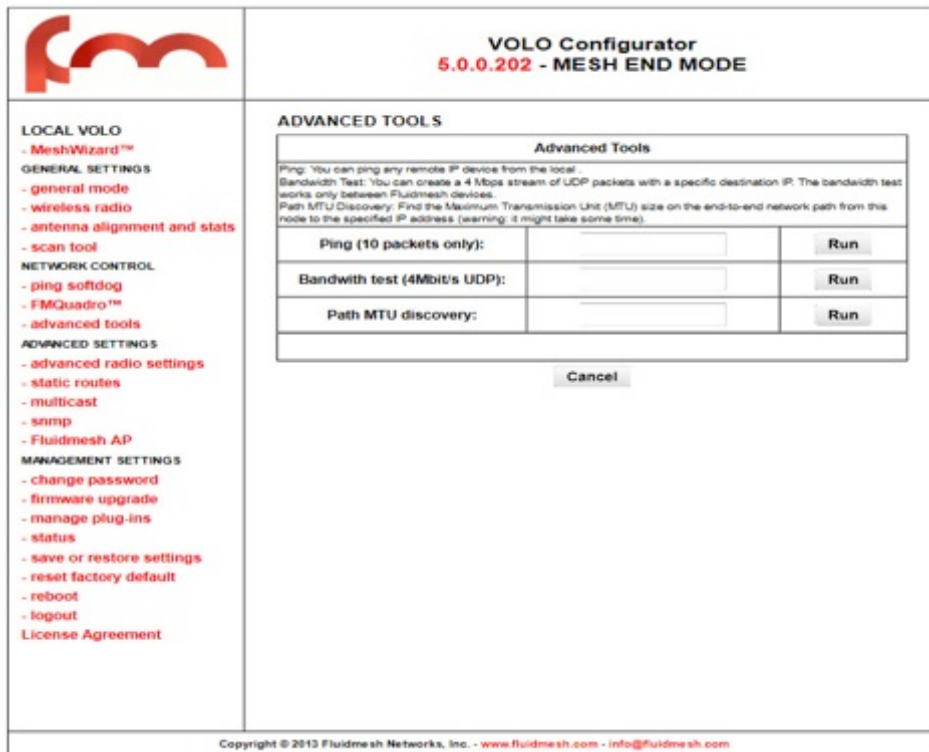 fm
VOLO Configurator
5.0.0.202 - MESH END MODE
LOCAL VOLO
- MeshWizard™
GENERAL SETTINGS
- general mode
- wireless radio
- antenna alignment and stats
- scan tool
NETWORK CONTROL
- ping softdog
- FMQuadro™
- advanced tools
ADVANCED SETTINGS
- advanced radio settings
- static routes
- multicast
- snmp
- Fluidmesh AP
MANAGEMENT SETTINGS
- change password
- firmware upgrade
- manage plug-ins
- status
- save or restore settings
- reset factory default
- reboot
- logout
License Agreement
ADVANCED TOOLS
Advanced Tools
Ping: You can ping any remote IP device from the local .
Bandwidth Test: You can create a 4 Mbps stream of UDP packets with a specific destination IP. The bandwidth test
works only between Fluidmesh devices.
Path MTU Discovery: Find the Maximum Transmission Unit (MTU) size on the end-to-end network path from this
node to the specified IP address (warning: it might take some time).
Ping (10 packets only):
Run
Bandwith test (4Mbit/s UDP):
Run
Path MTU discovery:
Run
Cancel
Copyright © 2013 Fluidmesh Networks, Inc. - www.fluidmesh.com - info@fluidmesh.com